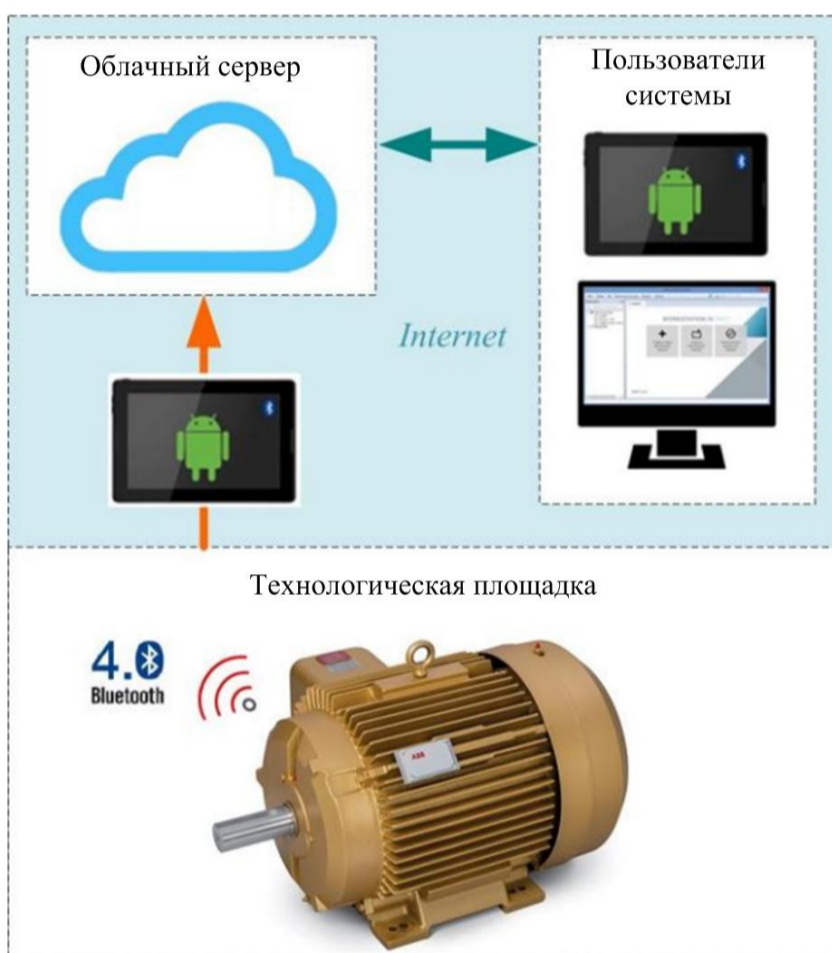 Облачный сервер
Пользователи
системы
Internet
Технологическая площадка
4.0
Bluetooth
ABB